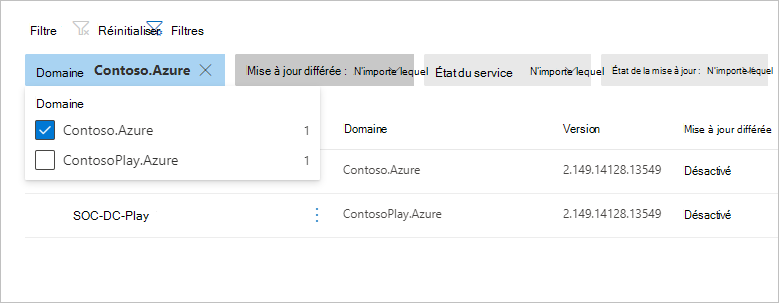 Filtre Réinitialiser Filtres
Domaine Contoso.Azure Mise à jour différée : N'importe lequel État du service N'importe lequel État de la mise à jour : N'importe lequel
Domaine
Contoso.Azure 1
ContosoPlay.Azure 1
Domaine Version Mise à jour différée
Contoso.Azure 2.149.14128.13549 Désactivé
SOC-DC-Play ContosoPlay.Azure 2.149.14128.13549 Désactivé